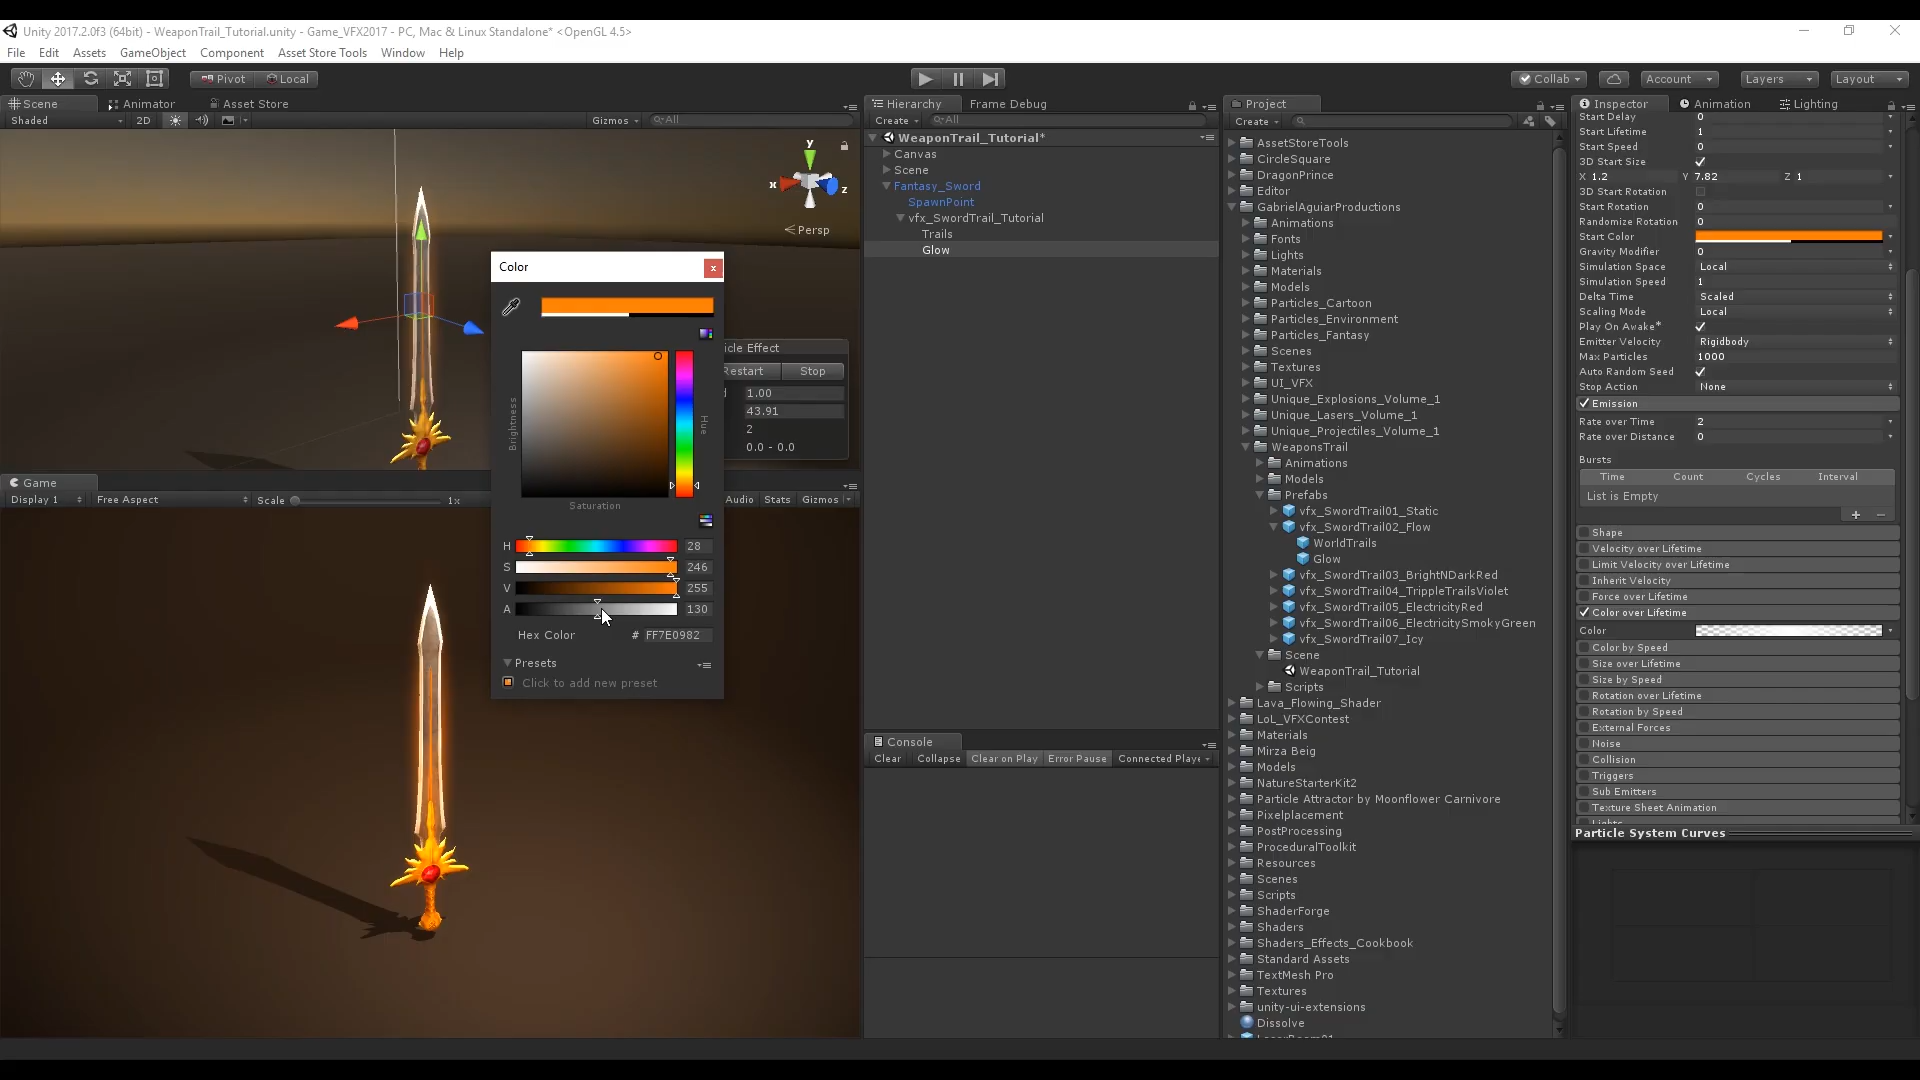 Unity 2017.2.0f3 (64bit) - WeaponTrail_Tutorial.unity - Game_VFX2017 - PC, Mac & Linux Standalone* <OpenGL 4.5>
File Edit Assets GameObject Component Asset Store Tools Window Help
Pivot Local Collab Account Layers Layout
Scene Animator Asset Store
Shaded 2D Gizmos All
y
x
z
Persp
Color
Brightness
Hue
Saturation
H 28
S 246
V 255
A 130
Hex Color # FF7E0982
Presets
Click to add new preset
icle Effect
Restart Stop
1.00
43.91
2
0.0 - 0.0
Game
Display 1 Free Aspect Scale 1x Audio Stats Gizmos
Hierarchy Frame Debug
Create All
WeaponTrail_Tutorial*
Canvas
Scene
Fantasy_Sword
SpawnPoint
vfx_SwordTrail_Tutorial
Trails
Glow
Console
Clear Collapse Clear on Play Error Pause Connected Playe
Project
Create
AssetStoreTools
CircleSquare
DragonPrince
Editor
GabrielAguiarProductions
Animations
Fonts
Lights
Materials
Models
Particles_Cartoon
Particles_Environment
Particles_Fantasy
Scenes
Textures
UI_VFX
Unique_Explosions_Volume_1
Unique_Lasers_Volume_1
Unique_Projectiles_Volume_1
WeaponsTrail
Animations
Models
Prefabs
vfx_SwordTrail01_Static
vfx_SwordTrail02_Flow
WorldTrails
Glow
vfx_SwordTrail03_BrightNDarkRed
vfx_SwordTrail04_TrippleTrailsViolet
vfx_SwordTrail05_ElectricityRed
vfx_SwordTrail06_ElectricitySmokyGreen
vfx_SwordTrail07_Icy
Scene
WeaponTrail_Tutorial
Scripts
Lava_Flowing_Shader
LoL_VFXContest
Materials
Mirza Beig
Models
NatureStarterKit2
Particle Attractor by Moonflower Carnivore
Pixelplacement
PostProcessing
ProceduralToolkit
Resources
Scenes
Scripts
ShaderForge
Shaders
Shaders_Effects_Cookbook
Standard Assets
TextMesh Pro
Textures
unity-ui-extensions
Dissolve
Inspector Animation Lighting
Start Delay 0
Start Lifetime 1
Start Speed 0
3D Start Size
X 1.2 Y 7.82 Z 1
3D Start Rotation
Start Rotation 0
Randomize Rotation 0
Start Color
Gravity Modifier 0
Simulation Space Local
Simulation Speed 1
Delta Time Scaled
Scaling Mode Local
Play On Awake*
Emitter Velocity Rigidbody
Max Particles 1000
Auto Random Seed
Stop Action None
Emission
Rate over Time 2
Rate over Distance 0
Bursts
Time Count Cycles Interval
List is Empty
Shape
Velocity over Lifetime
Limit Velocity over Lifetime
Inherit Velocity
Force over Lifetime
Color over Lifetime
Color
Color by Speed
Size over Lifetime
Size by Speed
Rotation over Lifetime
Rotation by Speed
External Forces
Noise
Collision
Triggers
Sub Emitters
Texture Sheet Animation
Particle System Curves